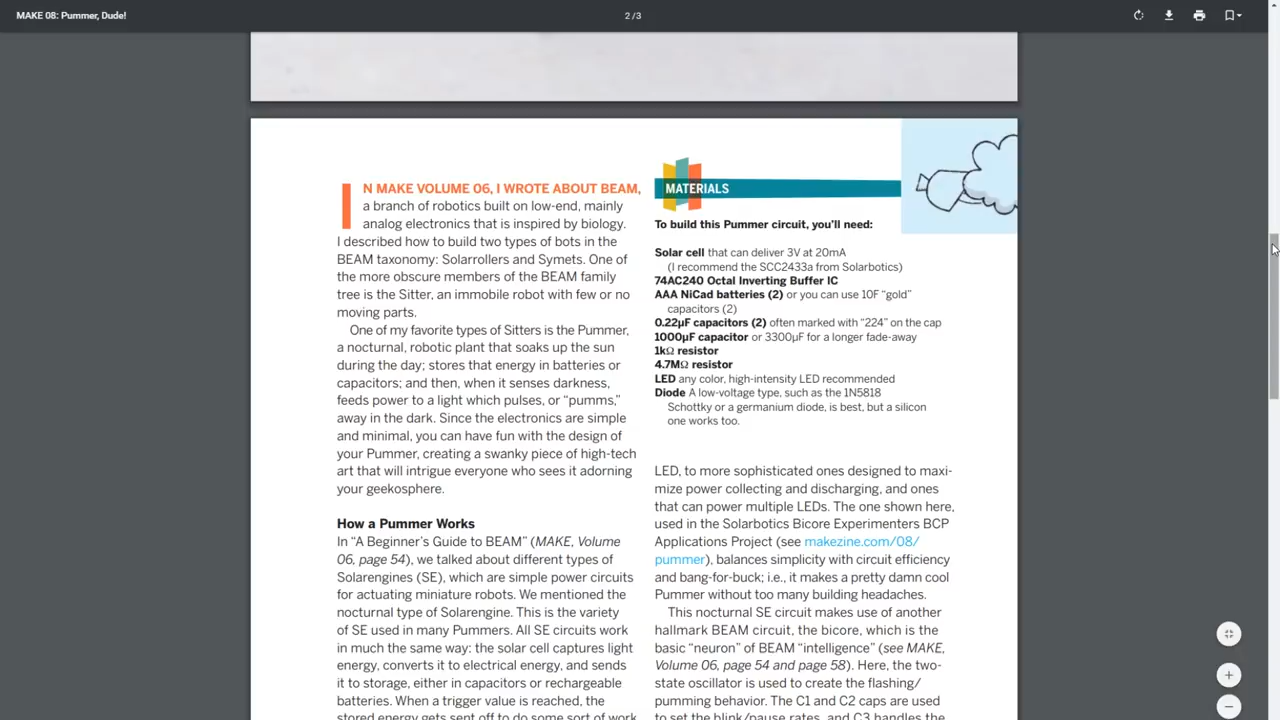 MAKE 08: Pummer, Dude!
2 / 3
IN MAKE VOLUME 06, I WROTE ABOUT BEAM,
a branch of robotics built on low-end, mainly
analog electronics that is inspired by biology.
I described how to build two types of bots in the
BEAM taxonomy: Solarrollers and Symets. One of
the more obscure members of the BEAM family
tree is the Sitter, an immobile robot with few or no
moving parts.
One of my favorite types of Sitters is the Pummer,
a nocturnal, robotic plant that soaks up the sun
during the day; stores that energy in batteries or
capacitors; and then, when it senses darkness,
feeds power to a light which pulses, or “pumms,”
away in the dark. Since the electronics are simple
and minimal, you can have fun with the design of
your Pummer, creating a swanky piece of high-tech
art that will intrigue everyone who sees it adorning
your geekosphere.
How a Pummer Works
In “A Beginner’s Guide to BEAM” (MAKE, Volume
06, page 54), we talked about different types of
Solarengines (SE), which are simple power circuits
for actuating miniature robots. We mentioned the
nocturnal type of Solarengine. This is the variety
of SE used in many Pummers. All SE circuits work
in much the same way: the solar cell captures light
energy, converts it to electrical energy, and sends
it to storage, either in capacitors or rechargeable
batteries. When a trigger value is reached, the
stored energy gets sent off to do some sort of work
MATERIALS
To build this Pummer circuit, you’ll need:
Solar cell that can deliver 3V at 20mA
(I recommend the SCC2433a from Solarbotics)
74AC240 Octal Inverting Buffer IC
AAA NiCad batteries (2) or you can use 10F “gold”
capacitors (2)
0.22µF capacitors (2) often marked with “224” on the cap
1000µF capacitor or 3300µF for a longer fade-away
1kΩ resistor
4.7MΩ resistor
LED any color, high-intensity LED recommended
Diode A low-voltage type, such as the 1N5818
Schottky or a germanium diode, is best, but a silicon
one works too.
LED, to more sophisticated ones designed to maxi-
mize power collecting and discharging, and ones
that can power multiple LEDs. The one shown here,
used in the Solarbotics Bicore Experimenters BCP
Applications Project (see makezine.com/08/
pummer), balances simplicity with circuit efficiency
and bang-for-buck; i.e., it makes a pretty damn cool
Pummer without too many building headaches.
This nocturnal SE circuit makes use of another
hallmark BEAM circuit, the bicore, which is the
basic “neuron” of BEAM “intelligence” (see MAKE,
Volume 06, page 54 and page 58). Here, the two-
state oscillator is used to create the flashing/
pumming behavior. The C1 and C2 caps are used
to set the blink/pause rates, and C3 handles the